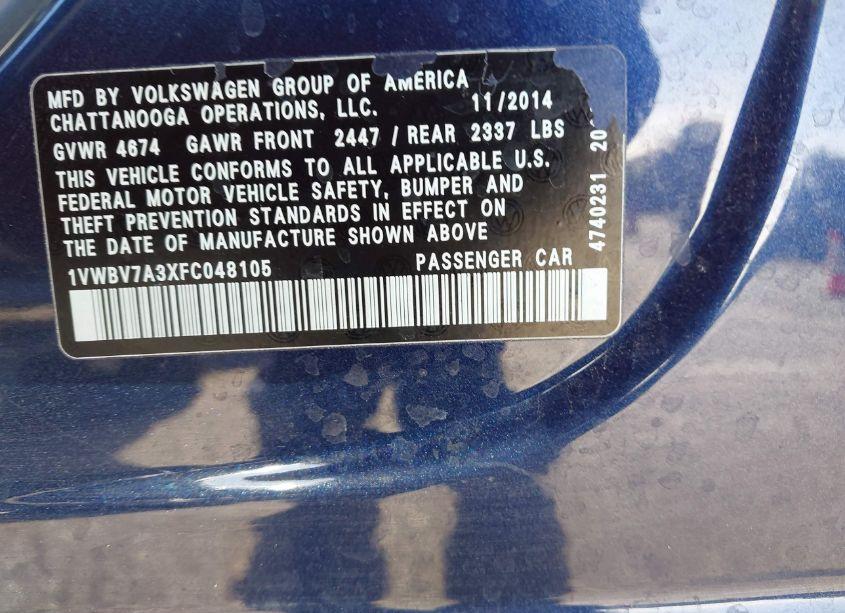 MFD BY VOLKSWAGEN GROUP OF AMERICA
CHATTANOOGA OPERATIONS, LLC. 11/2014
GVWR 4674 GAWR FRONT 2447 / REAR 2337 LBS
THIS VEHICLE CONFORMS TO ALL APPLICABLE U.S.
FEDERAL MOTOR VEHICLE SAFETY, BUMPER AND
THEFT PREVENTION STANDARDS IN EFFECT ON
THE DATE OF MANUFACTURE SHOWN ABOVE
1VWBV7A3XFC048105 PASSENGER CAR
4740231